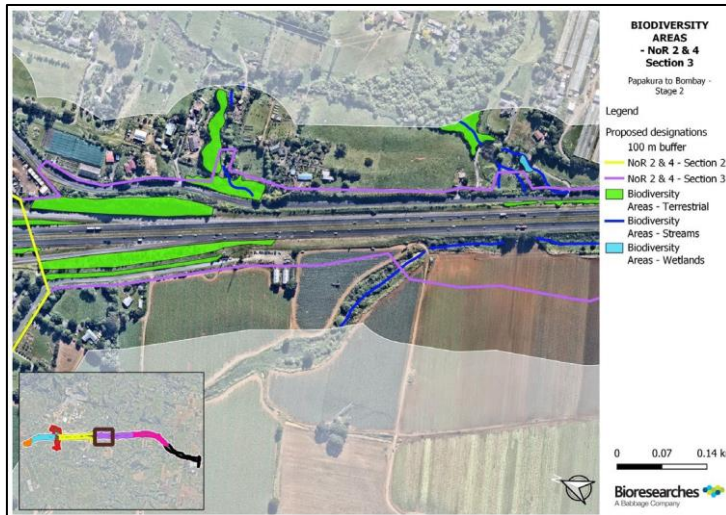 BIODIVERSITY
AREAS
- NoR 2 & 4
Section 3
Papakura to Bombay -
Stage 2
Legend
Proposed designations
100 m buffer
NoR 2 & 4 - Section 2
NoR 2 & 4 - Section 3
Biodiversity
Areas - Terrestrial
Biodiversity
Areas - Streams
Biodiversity
Areas - Wetlands
0 0.07 0.14 k
Bioresearches
A Babbage Company